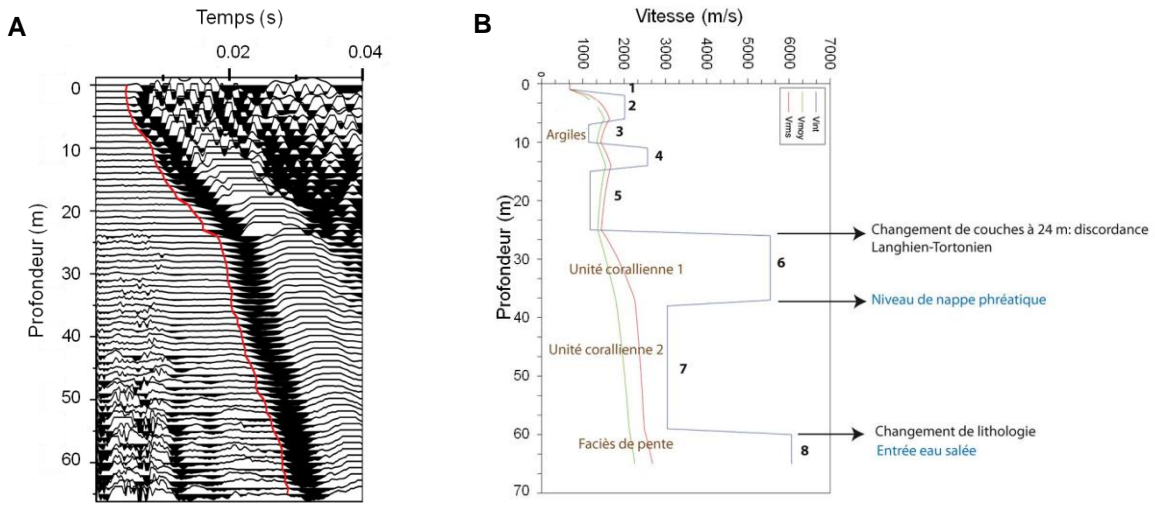 A
Temps (s)
0.02
0.04
Profondeur (m)
0
10
20
30
40
50
60
B
Vitesse (m/s)
0
1000
2000
3000
4000
5000
6000
7000
Profondeur (m)
0
10
20
30
40
50
60
70
1
2
3
4
5
6
7
8
Argiles
Unité corallienne 1
Unité corallienne 2
Faciès de pente
Vint
Vmoy
Vrms
Changement de couches à 24 m: discordance
Langhien-Tortonien
Niveau de nappe phréatique
Changement de lithologie
Entrée eau salée